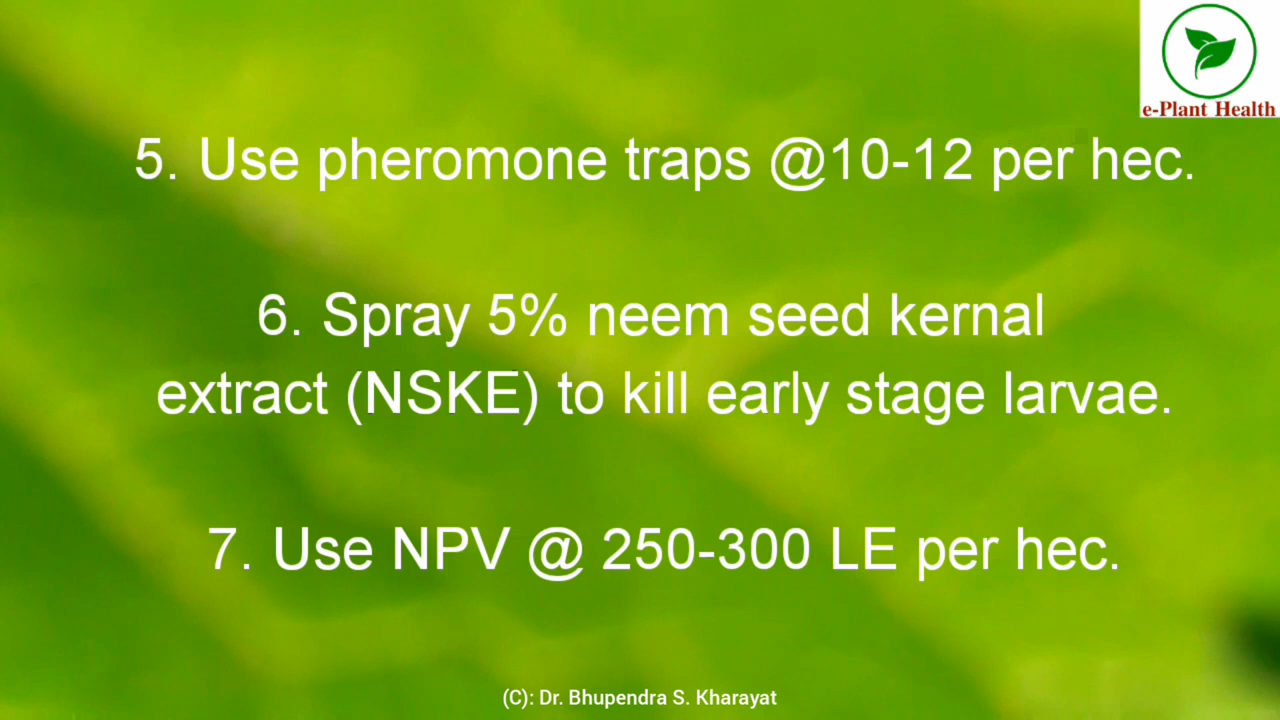 e-Plant Health
5. Use pheromone traps @10-12 per hec.
6. Spray 5% neem seed kernal
extract (NSKE) to kill early stage larvae.
7. Use NPV @ 250-300 LE per hec.
(C): Dr. Bhupendra S. Kharayat